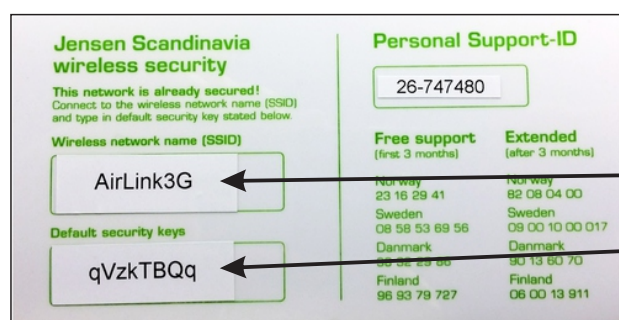 Jensen Scandinavia
wireless security
This network is already secured!
Connect to the wireless network name (SSID)
and type in default security key stated below.
Wireless network name (SSID)
AirLink3G
Default security keys
qVzkTBQq
Personal Support-ID
26-747480
Free support
(first 3 months)
Norway
23 16 29 41
Sweden
08 58 53 69 56
Danmark
Finland
96 93 79 727
Extended
(after 3 months)
Norway
82 08 04 00
Sweden
09 00 10 00 017
Danmark
90 13 60 70
Finland
06 00 13 911